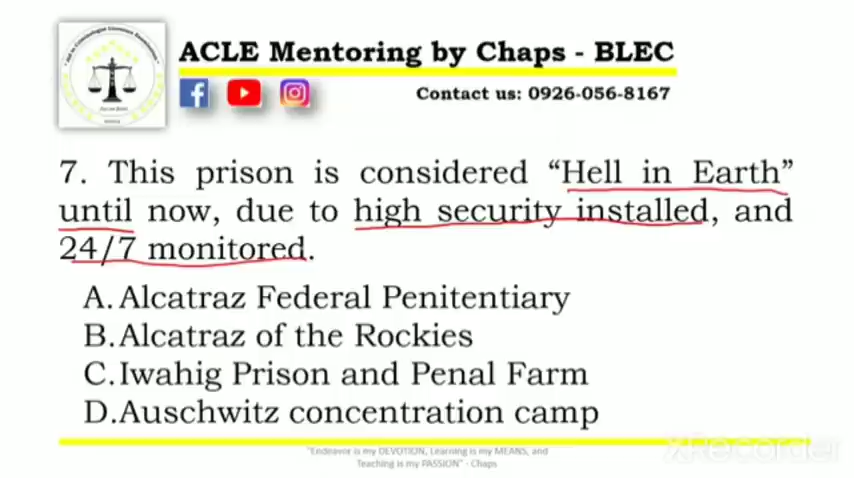 ACLE Mentoring by Chaps - BLEC
Contact us: 0926-056-8167
7. This prison is considered “Hell in Earth”
until now, due to high security installed, and
24/7 monitored.
A. Alcatraz Federal Penitentiary
B. Alcatraz of the Rockies
C. Iwahig Prison and Penal Farm
D. Auschwitz concentration camp
"Endeavor is my DEVOTION, Learning is my MEANS, and
Teaching is my PASSION" - Chaps
XRecorder